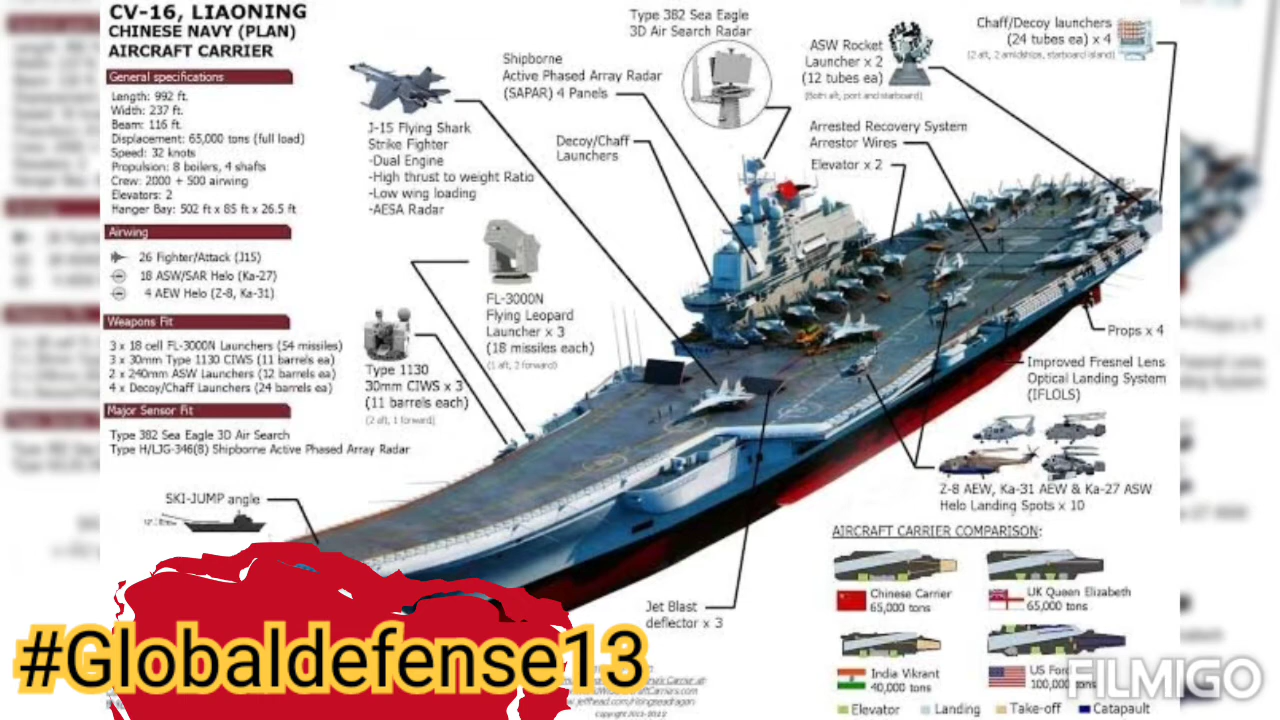 CV-16, LIAONING
CHINESE NAVY (PLAN)
AIRCRAFT CARRIER
General specifications
Length: 992 ft.
Width: 237 ft.
Beam: 116 ft.
Displacement: 65,000 tons (full load)
Speed: 32 knots
Propulsion: 8 boilers, 4 shafts
Crew: 2000 + 500 airwing
Elevators: 2
Hanger Bay: 502 ft x 85 ft x 26.5 ft
Airwing
26 Fighter/Attack (J15)
18 ASW/SAR Helo (Ka-27)
4 AEW Helo (Z-8, Ka-31)
Weapons Fit
3 x 18 cell FL-3000N Launchers (54 missiles)
3 x 30mm Type 1130 CIWS (11 barrels ea)
2 x 240mm ASW Launchers (12 barrels ea)
4 x Decoy/Chaff Launchers (24 barrels ea)
Major Sensor Fit
Type 382 Sea Eagle 3D Air Search
Type H/LJG-346(8) Shipborne Active Phased Array Radar
SKI-JUMP angle
J-15 Flying Shark
Strike Fighter
-Dual Engine
-High thrust to weight Ratio
-Low wing loading
-AESA Radar
FL-3000N
Flying Leopard
Launcher x 3
(18 missiles each)
(1 aft, 2 forward)
Type 1130
30mm CIWS x 3
(11 barrels each)
(2 aft, 1 forward)
Shipborne
Active Phased Array Radar
(SAPAR) 4 Panels
Decoy/Chaff
Launchers
Type 382 Sea Eagle
3D Air Search Radar
ASW Rocket
Launcher x 2
(12 tubes ea)
(Both aft, port and starboard)
Chaff/Decoy launchers
(24 tubes ea) x 4
(2 aft, 2 amidships, starboard island)
Arrested Recovery System
Arrestor Wires
Elevator x 2
Props x 4
Improved Fresnel Lens
Optical Landing System
(IFLOLS)
Z-8 AEW, Ka-31 AEW & Ka-27 ASW
Helo Landing Spots x 10
Jet Blast
deflector x 3
AIRCRAFT CARRIER COMPARISON:
Chinese Carrier
65,000 tons
UK Queen Elizabeth
65,000 tons
India Vikrant
40,000 tons
US Ford
100,000 tons
Elevator
Landing
Take-off
Catapult
#Globaldefense13
FILMIGO